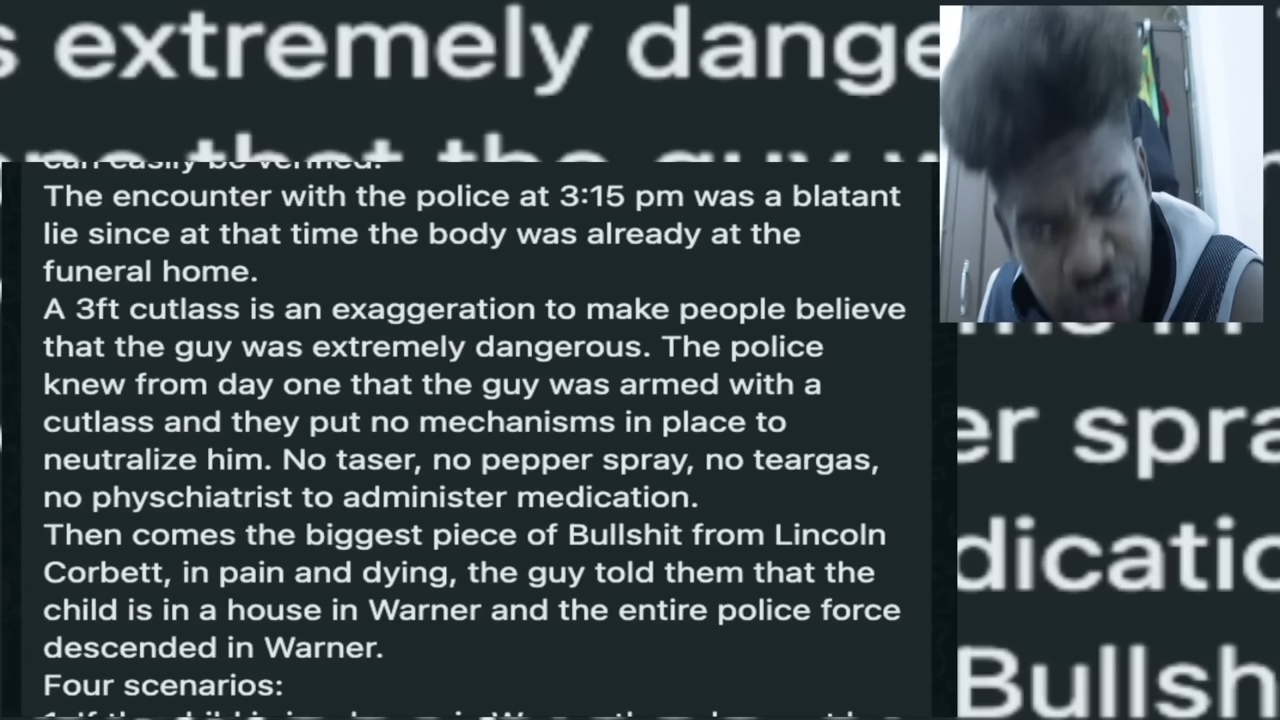 s extremely dange
can easily be verified.
The encounter with the police at 3:15 pm was a blatant
lie since at that time the body was already at the
funeral home.
A 3ft cutlass is an exaggeration to make people believe
that the guy was extremely dangerous. The police
knew from day one that the guy was armed with a
cutlass and they put no mechanisms in place to
neutralize him. No taser, no pepper spray, no teargas,
no physchiatrist to administer medication.
Then comes the biggest piece of Bullshit from Lincoln
Corbett, in pain and dying, the guy told them that the
child is in a house in Warner and the entire police force
descended in Warner.
Four scenarios:
er spra
dicatio
Bullsh